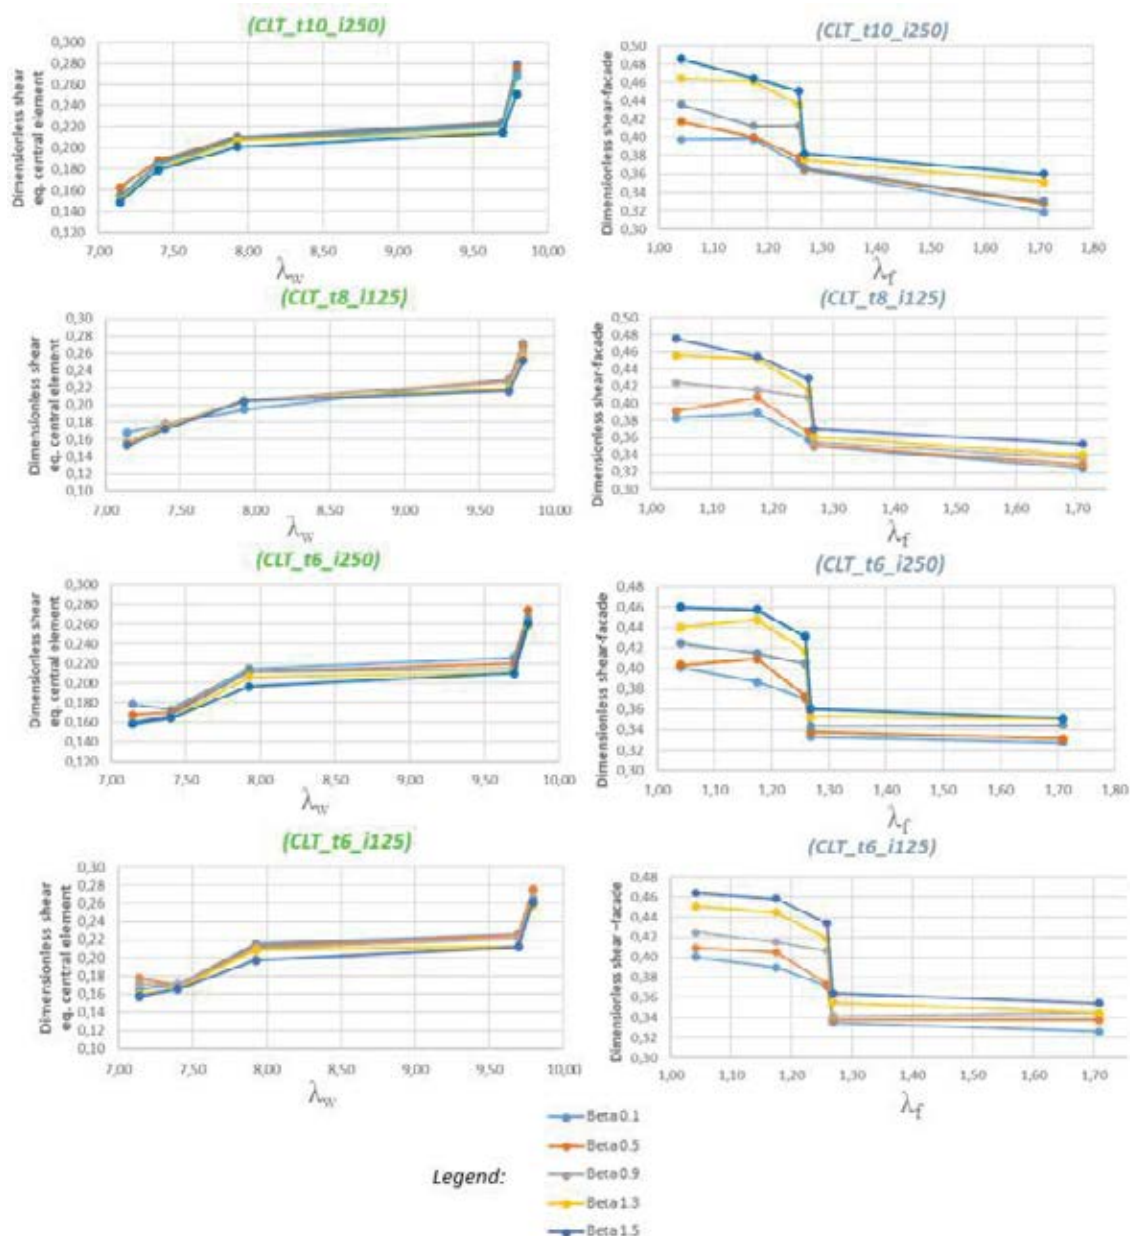 (CLT_t10_i250)
Dimensionless shear
eq. central element
0,300
0,280
0,260
0,240
0,220
0,200
0,180
0,160
0,140
0,120
7,00 7,50 8,00 8,50 9,00 9,50 10,00
λw
(CLT_t10_i250)
Dimensionless shear-facade
0,50
0,48
0,46
0,44
0,42
0,40
0,38
0,36
0,34
0,32
0,30
1,00 1,10 1,20 1,30 1,40 1,50 1,60 1,70 1,80
λf
(CLT_t8_i125)
Dimensionless shear
eq. central element
0,30
0,28
0,26
0,24
0,22
0,20
0,18
0,16
0,14
0,12
0,10
7,00 7,50 8,00 8,50 9,00 9,50 10,00
λw
(CLT_t8_i125)
Dimensionless shear-facade
0,50
0,48
0,46
0,44
0,42
0,40
0,38
0,36
0,34
0,32
0,30
1,00 1,10 1,20 1,30 1,40 1,50 1,60 1,70
λf
(CLT_t6_i250)
Dimensionless shear
eq. central element
0,300
0,280
0,260
0,240
0,220
0,200
0,180
0,160
0,140
0,120
7,00 7,50 8,00 8,50 9,00 9,50 10,00
λw
(CLT_t6_i250)
Dimensionless shear-facade
0,48
0,46
0,44
0,42
0,40
0,38
0,36
0,34
0,32
0,30
1,00 1,10 1,20 1,30 1,40 1,50 1,60 1,70 1,80
λf
(CLT_t6_i125)
Dimensionless shear
eq. central element
0,30
0,28
0,26
0,24
0,22
0,20
0,18
0,16
0,14
0,12
0,10
7,00 7,50 8,00 8,50 9,00 9,50 10,00
λw
(CLT_t6_i125)
Dimensionless shear -facade
0,48
0,46
0,44
0,42
0,40
0,38
0,36
0,34
0,32
0,30
1,00 1,10 1,20 1,30 1,40 1,50 1,60 1,70
λf
Legend:
Beta 0.1
Beta 0.5
Beta 0.9
Beta 1.3
Beta 1.5